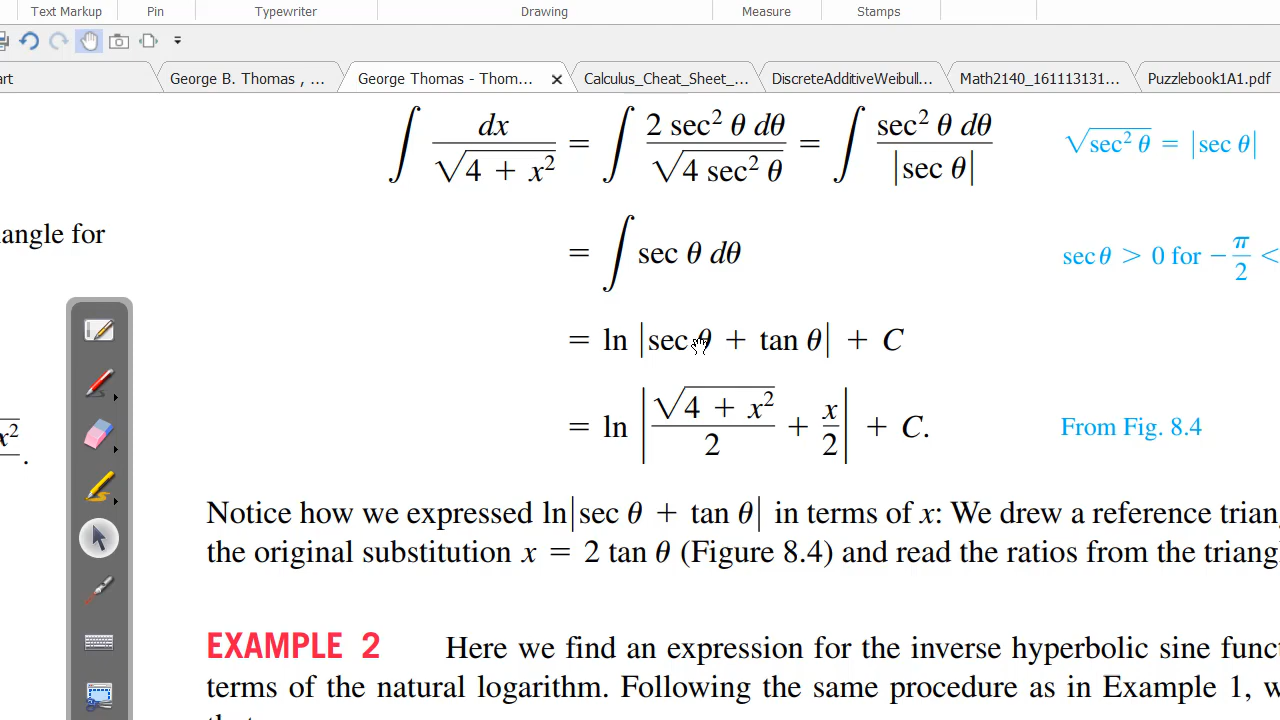 Text Markup Pin Typewriter Drawing Measure Stamps
art George B. Thomas , ... George Thomas - Thom... × Calculus_Cheat_Sheet_... DiscreteAdditiveWeibull... Math2140_161113131... Puzzlebook1A1.pdf
∫ dx / √(4 + x²) = ∫ 2 sec² θ dθ / √(4 sec² θ) = ∫ sec² θ dθ / |sec θ| √(sec² θ) = |sec θ|
angle for
= ∫ sec θ dθ sec θ > 0 for −π/2 <
= ln |sec θ + tan θ| + C
= ln |√(4 + x²)/2 + x/2| + C. From Fig. 8.4
x² .
Notice how we expressed ln|sec θ + tan θ| in terms of x: We drew a reference trian
the original substitution x = 2 tan θ (Figure 8.4) and read the ratios from the triang
EXAMPLE 2 Here we find an expression for the inverse hyperbolic sine func
terms of the natural logarithm. Following the same procedure as in Example 1, w